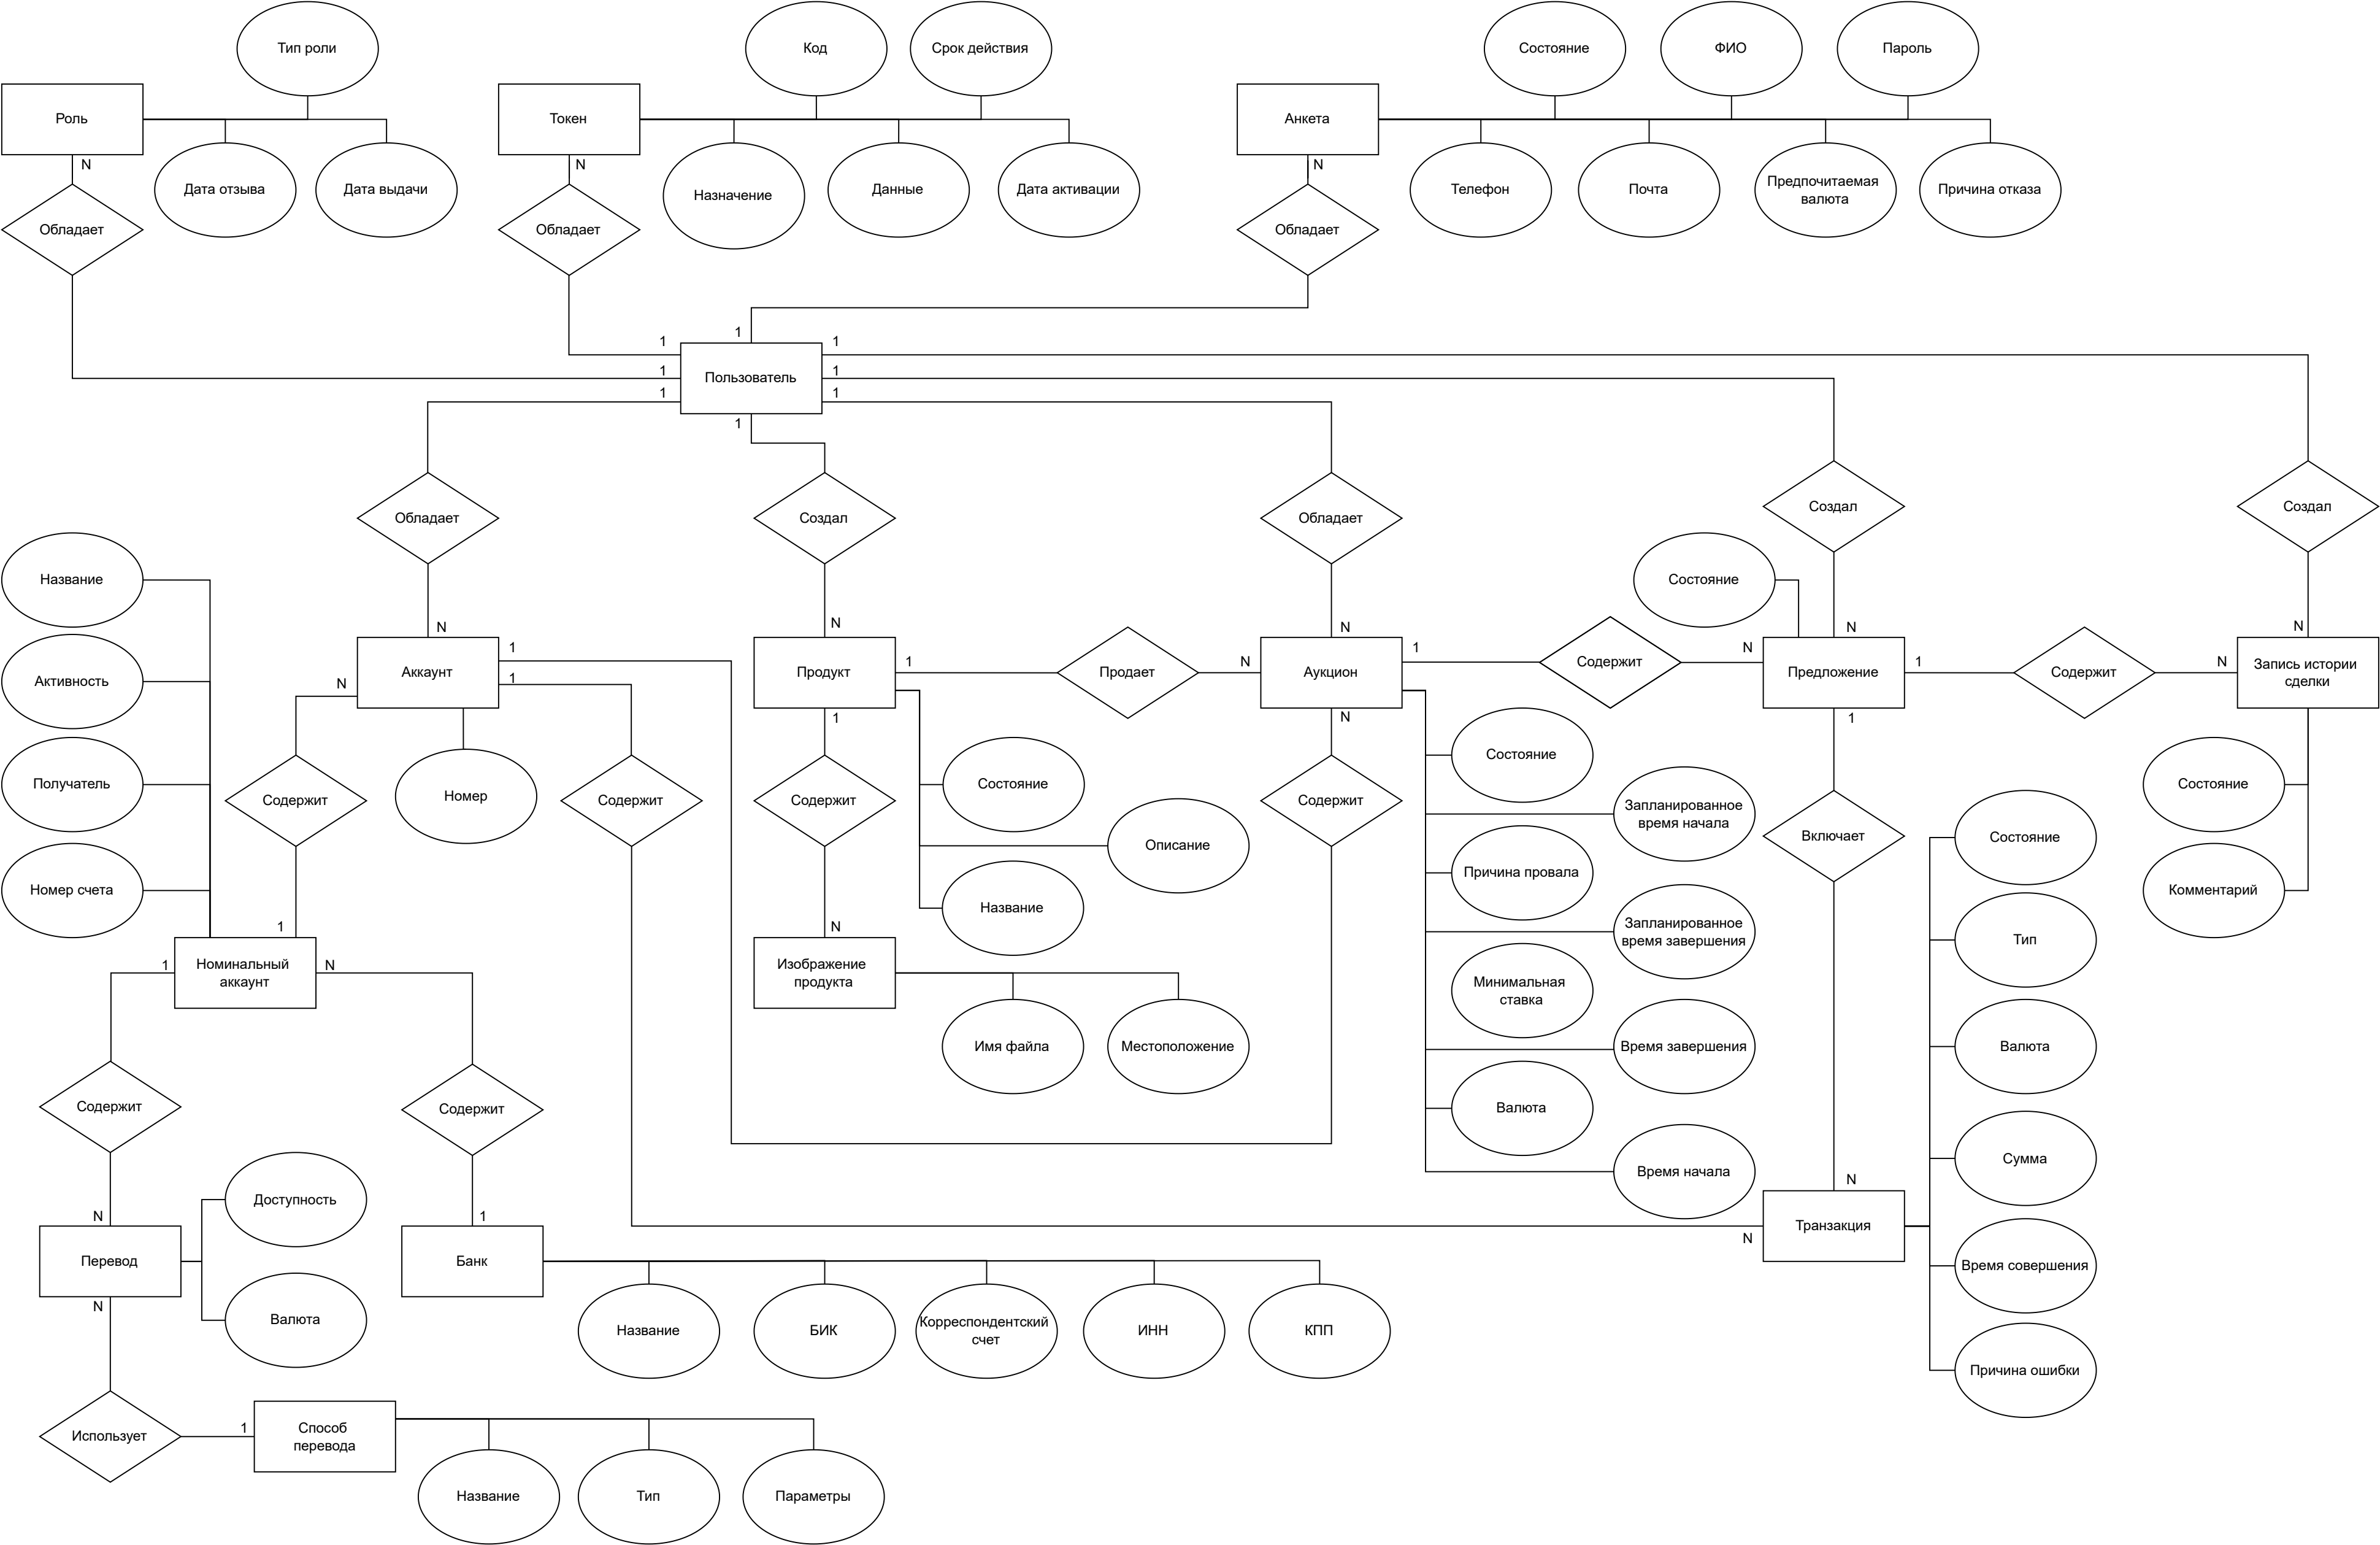 Тип роли
Код
Срок действия
Состояние
ФИО
Пароль
Роль
Токен
Анкета
N
N
N
Дата отзыва
Дата выдачи
Назначение
Данные
Дата активации
Телефон
Почта
Предпочитаемая
валюта
Причина отказа
Обладает
Обладает
Обладает
1
1
1
1
1
1
1
1
Пользователь
1
Обладает
Создал
Обладает
Создал
Создал
Название
Состояние
N
N
N
N
N
Активность
N
1
1
Аккаунт
Продукт
1
Продает
N
Аукцион
1
Содержит
N
Предложение
1
Содержит
N
Запись истории
сделки
1
N
1
Получатель
Содержит
Номер
Содержит
Содержит
Состояние
Содержит
Состояние
Запланированное
время начала
Включает
Состояние
Состояние
Описание
Номер счета
Название
Причина провала
Запланированное
время завершения
Тип
Комментарий
1
N
1
N
Номинальный
аккаунт
Изображение
продукта
Минимальная
ставка
Имя файла
Местоположение
Время завершения
Валюта
Содержит
Содержит
Валюта
Время начала
Сумма
N
N
1
Доступность
Транзакция
N
Перевод
Банк
Время совершения
N
Валюта
Название
БИК
Корреспондентский
счет
ИНН
КПП
Причина ошибки
Использует
1
Способ
перевода
Название
Тип
Параметры